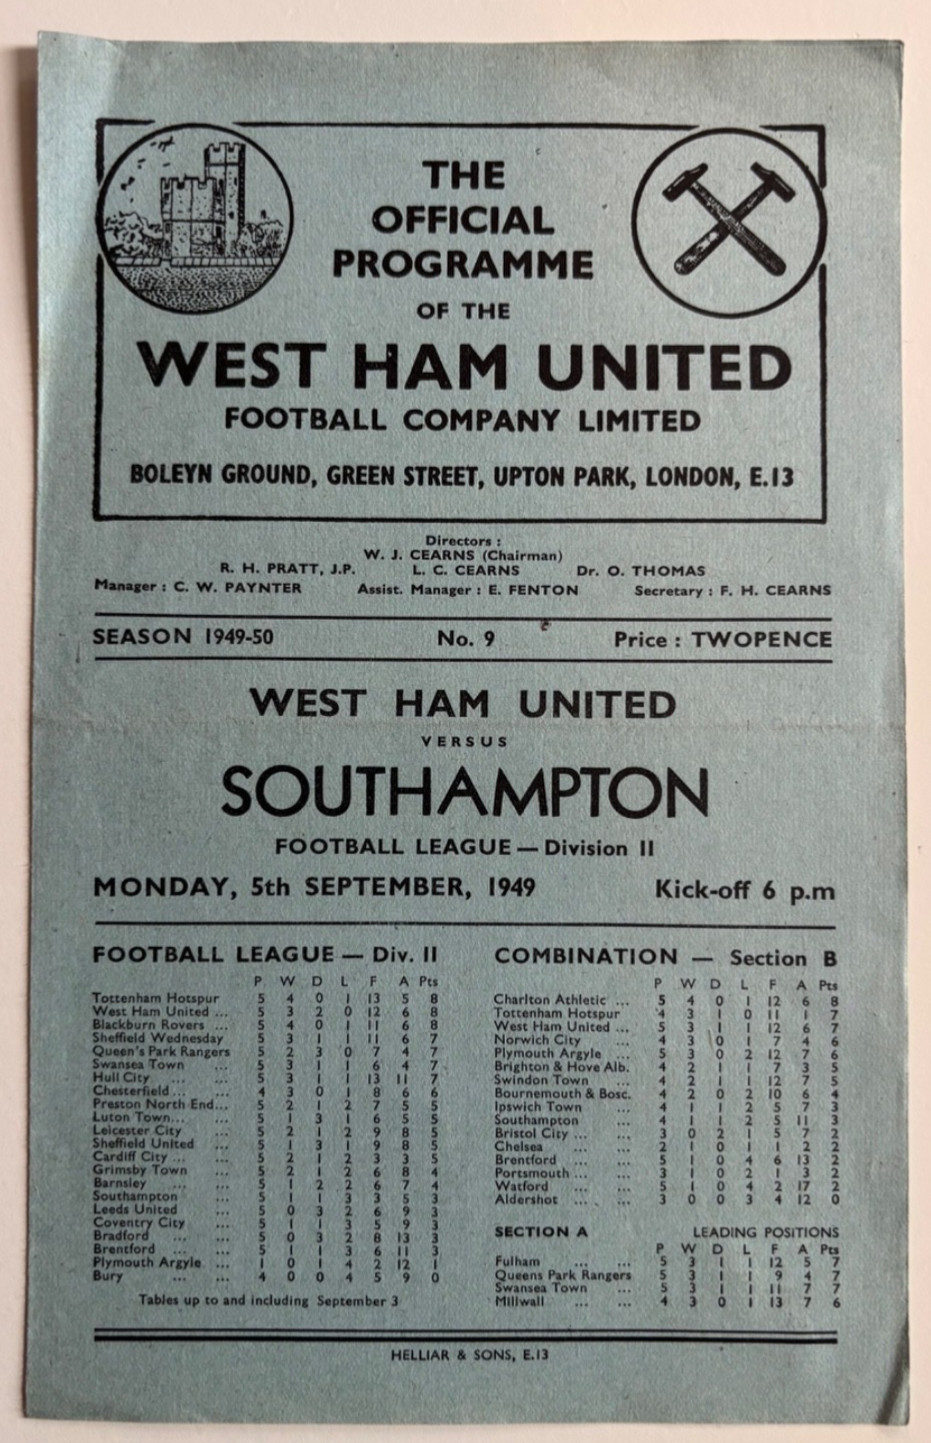 THE
OFFICIAL
PROGRAMME
OF THE
WEST HAM UNITED
FOOTBALL COMPANY LIMITED
BOLEYN GROUND, GREEN STREET, UPTON PARK, LONDON, E.13
Directors :
W. J. CEARNS (Chairman)
R. H. PRATT, J.P. L. C. CEARNS Dr. O. THOMAS
Manager : C. W. PAYNTER Assist. Manager : E. FENTON Secretary : F. H. CEARNS
SEASON 1949-50 No. 9 Price : TWOPENCE
WEST HAM UNITED
VERSUS
SOUTHAMPTON
FOOTBALL LEAGUE — Division II
MONDAY, 5th SEPTEMBER, 1949 Kick-off 6 p.m
FOOTBALL LEAGUE — Div. II
P W D L F A Pts
Tottenham Hotspur 5 4 0 1 13 5 8
West Ham United ... 5 3 2 0 12 6 8
Blackburn Rovers ... 5 4 0 1 11 6 8
Sheffield Wednesday 5 3 1 1 11 6 7
Queen's Park Rangers 5 2 3 0 7 4 7
Swansea Town ... 5 3 1 1 6 4 7
Hull City ... ... 5 3 1 1 13 11 7
Chesterfield ... ... 4 3 0 1 8 6 6
Preston North End... 5 2 1 2 7 5 5
Luton Town... ... 5 1 3 1 6 5 5
Leicester City ... 5 2 1 2 9 8 5
Sheffield United ... 5 1 3 1 9 8 5
Cardiff City ... ... 5 2 1 2 3 3 5
Grimsby Town ... 5 2 1 2 6 8 4
Barnsley ... ... 5 1 2 2 6 7 4
Southampton ... 5 1 1 3 3 5 3
Leeds United ... 5 0 3 2 6 9 3
Coventry City ... 5 1 1 3 5 9 3
Bradford ... ... 5 0 3 2 8 13 3
Brentford ... ... 5 1 1 3 6 11 3
Plymouth Argyle ... 1 0 1 4 2 12 1
Bury ... ... 4 0 0 4 5 9 0
Tables up to and including September 3
COMBINATION — Section B
P W D L F A Pts
Charlton Athletic ... 5 4 0 1 12 6 8
Tottenham Hotspur 4 3 1 0 11 1 7
West Ham United ... 5 3 1 1 12 6 7
Norwich City ... 4 3 0 1 7 4 6
Plymouth Argyle ... 5 3 0 2 12 7 6
Brighton & Hove Alb. 4 2 1 1 7 3 5
Swindon Town ... 4 2 1 1 12 7 5
Bournemouth & Bosc. 4 2 0 2 10 6 4
Ipswich Town ... 4 1 1 2 5 7 3
Southampton ... 4 1 1 2 5 11 3
Bristol City ... ... 3 0 2 1 5 7 2
Chelsea ... ... 2 1 0 1 1 2 2
Brentford ... ... 5 1 0 4 6 13 2
Portsmouth ... ... 3 1 0 2 1 3 2
Watford ... ... 5 1 0 4 2 17 2
Aldershot ... ... 3 0 0 3 4 12 0
SECTION A LEADING POSITIONS
P W D L F A Pts
Fulham ... ... 5 3 1 1 12 5 7
Queens Park Rangers 5 3 1 1 9 4 7
Swansea Town ... 5 3 1 1 11 7 7
Millwall ... ... 4 3 0 1 13 7 6
HELLIAR & SONS, E.13